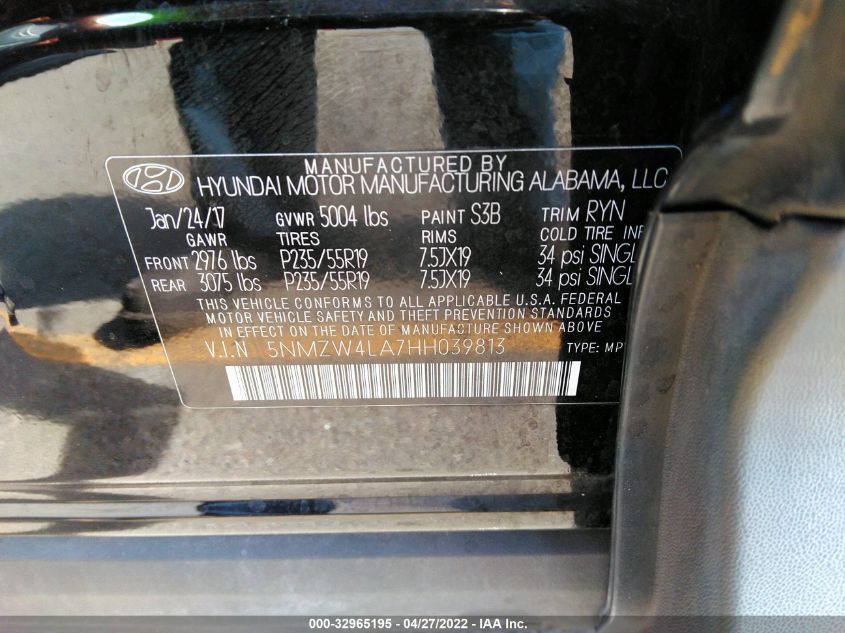 MANUFACTURED BY
HYUNDAI MOTOR MANUFACTURING ALABAMA, LLC
Jan/24/17 GVWR 5004 lbs PAINT S3B TRIM RYN
GAWR TIRES RIMS COLD TIRE INF
FRONT 2976 lbs P235/55R19 7.5JX19 34 psi SINGL
REAR 3075 lbs P235/55R19 7.5JX19 34 psi SINGL
THIS VEHICLE CONFORMS TO ALL APPLICABLE U.S.A. FEDERAL
MOTOR VEHICLE SAFETY AND THEFT PREVENTION STANDARDS
IN EFFECT ON THE DATE OF MANUFACTURE SHOWN ABOVE
V.I.N 5NMZW4LA7HH039813 TYPE: MP
000-32965195 - 04/27/2022 - IAA Inc.